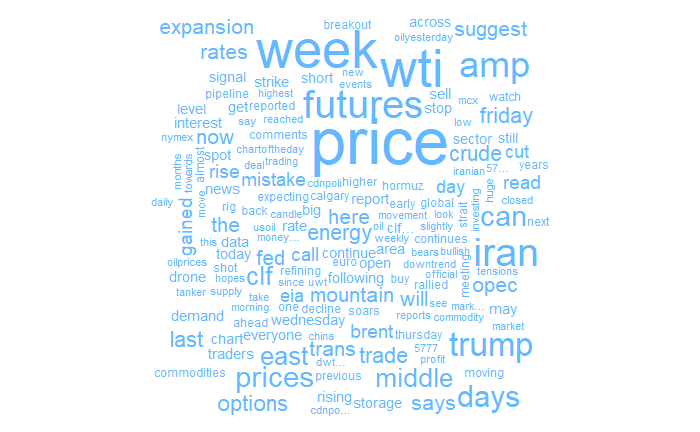 breakout across
expansion oilyesterday suggest
rates week wti
signal strike short new events amp
pipeline highest futures sell mcx watch
level get reported stop low friday
interest say reached price
nymex now comments sector still
chartoftheday crude cut
spot deal trading iranian 57… years
months towards almost rise mistake cdnpoli higher hormuz day read
news expecting calgary report early global huge closed
daily move rig back candle big here movement look strait investing can next
gained the usoil rate energy oil clf… slightly
this data money… weekly continues iran
oilprices today fed call continue area bears bullish
euro open downtrend tensions
drone shot clf refining official meeting opec
hopes since uwt following buy rallied
tanker supply take eia mountain will see mark… may
morning one decline soars reports commodity
demand ahead wednesday brent thursday market
last chart everyone china trans 5777 trump
traders east trade profit
dwt…
commodities prices previous middle moving
options rising storage says days
cdnpo…